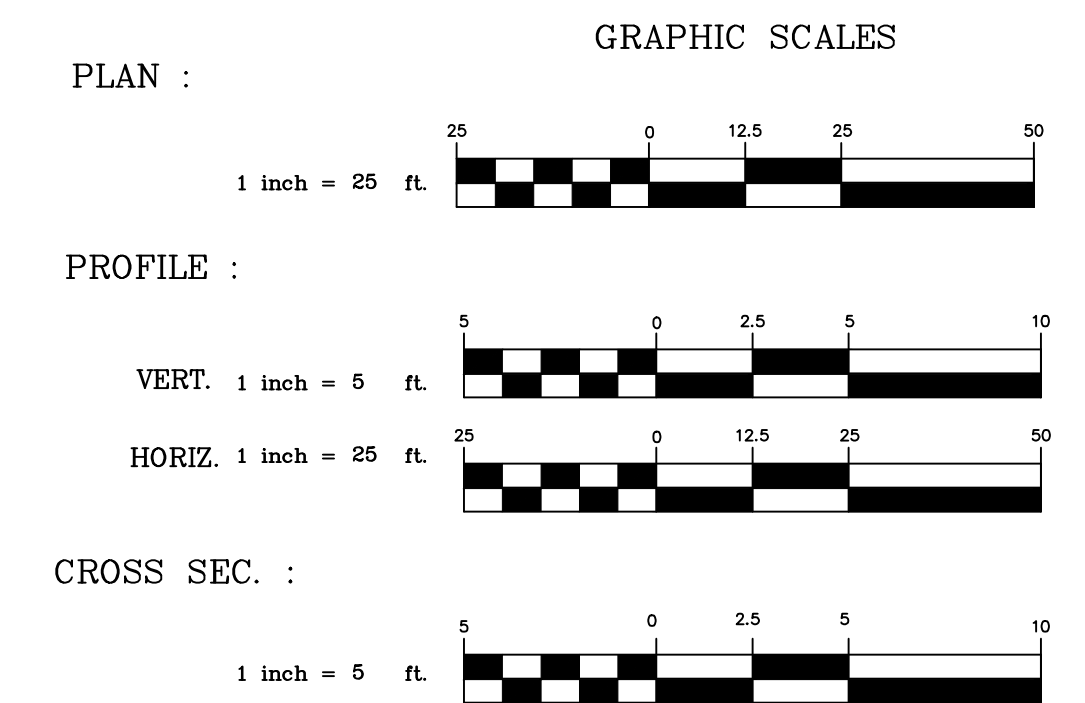 GRAPHIC SCALES
PLAN :
25 0 12.5 25 50
1 inch = 25 ft.
PROFILE :
5 0 2.5 5 10
VERT. 1 inch = 5 ft.
25 0 12.5 25 50
HORIZ. 1 inch = 25 ft.
CROSS SEC. :
5 0 2.5 5 10
1 inch = 5 ft.